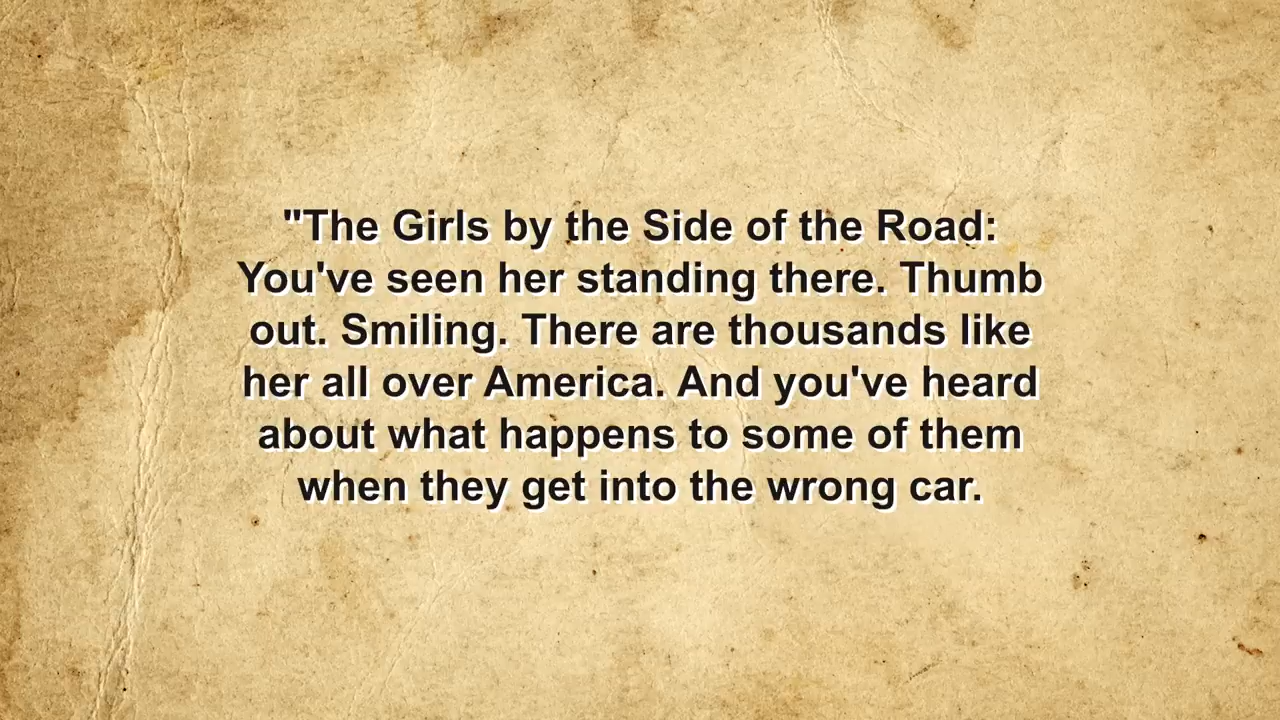 "The Girls by the Side of the Road:
You've seen her standing there. Thumb
out. Smiling. There are thousands like
her all over America. And you've heard
about what happens to some of them
when they get into the wrong car.